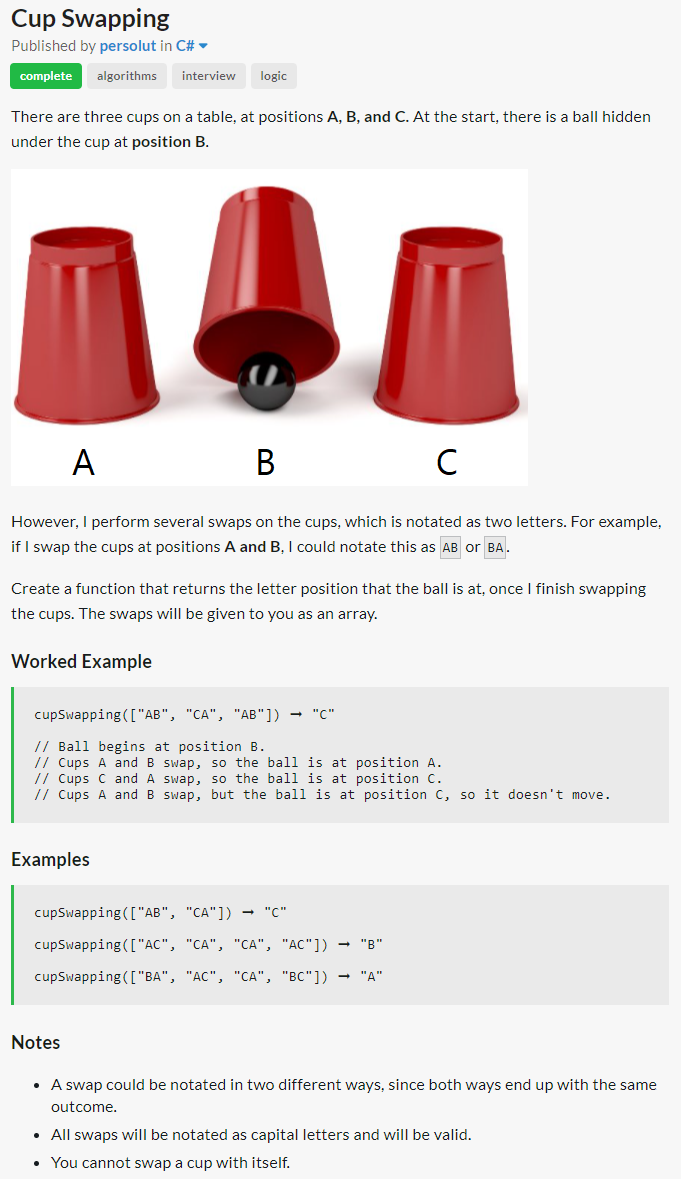 Cup Swapping
Published by persolut in C#
complete algorithms interview logic
There are three cups on a table, at positions A, B, and C. At the start, there is a ball hidden
under the cup at position B.
A B C
However, I perform several swaps on the cups, which is notated as two letters. For example,
if I swap the cups at positions A and B, I could notate this as AB or BA.
Create a function that returns the letter position that the ball is at, once I finish swapping
the cups. The swaps will be given to you as an array.
Worked Example
cupSwapping(["AB", "CA", "AB"]) ➞ "C"
// Ball begins at position B.
// Cups A and B swap, so the ball is at position A.
// Cups C and A swap, so the ball is at position C.
// Cups A and B swap, but the ball is at position C, so it doesn't move.
Examples
cupSwapping(["AB", "CA"]) ➞ "C"
cupSwapping(["AC", "CA", "CA", "AC"]) ➞ "B"
cupSwapping(["BA", "AC", "CA", "BC"]) ➞ "A"
Notes
• A swap could be notated in two different ways, since both ways end up with the same
outcome.
• All swaps will be notated as capital letters and will be valid.
• You cannot swap a cup with itself.